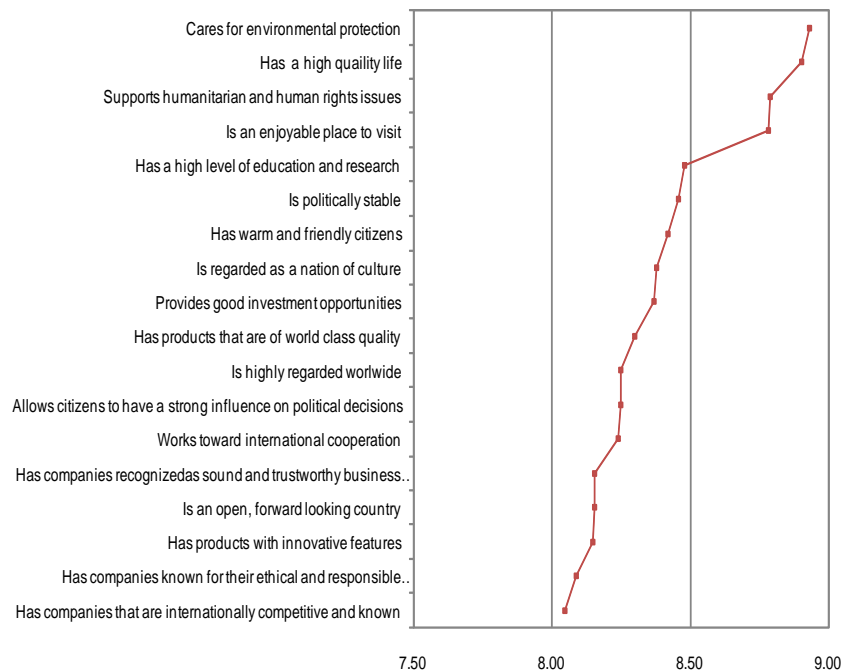 Cares for environmental protection
Has a high quaility life
Supports humanitarian and human rights issues
Is an enjoyable place to visit
Has a high level of education and research
Is politically stable
Has warm and friendly citizens
Is regarded as a nation of culture
Provides good investment opportunities
Has products that are of world class quality
Is highly regarded worlwide
Allows citizens to have a strong influence on political decisions
Works toward international cooperation
Has companies recognizedas sound and trustworthy business..
Is an open, forward looking country
Has products with innovative features
Has companies known for their ethical and responsible..
Has companies that are internationally competitive and known
7.50 8.00 8.50 9.00